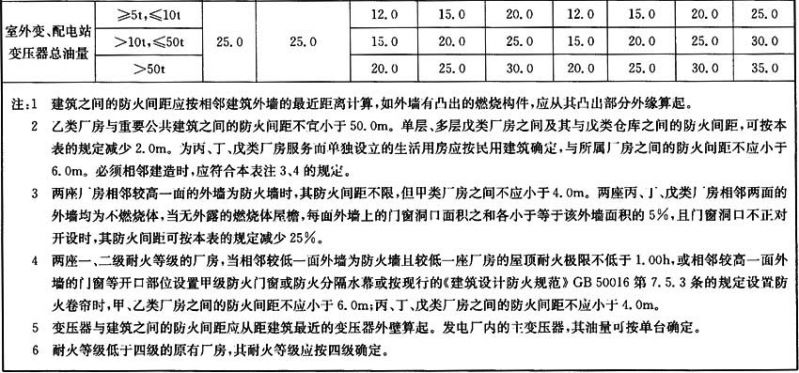 ≥5t,≤10t 12.0 15.0 20.0 12.0 15.0 20.0 25.0
室外变、配电站
变压器总油量
>10t,≤50t 25.0 25.0 15.0 20.0 25.0 15.0 20.0 25.0 30.0
>50t 20.0 25.0 30.0 20.0 25.0 30.0 35.0
注:1 建筑之间的防火间距应按相邻建筑外墙的最近距离计算,如外墙有凸出的燃烧构件,应从其凸出部分外缘算起。
2 乙类厂房与重要公共建筑之间的防火间距不宜小于50.0m。单层、多层戊类厂房之间及其与戊类仓库之间的防火间距,可按本
表的规定减少2.0m。为丙、丁、戊类厂房服务而单独设立的生活用房应按民用建筑确定,与所属厂房之间的防火间距不应小于
6.0m。必须相邻建造时,应符合本表注3、4的规定。
3 两座厂房相邻较高一面的外墙为防火墙时,其防火间距不限,但甲类厂房之间不应小于4.0m。两座丙、丁、戊类厂房相邻两面的
外墙均为不燃烧体,当无外露的燃烧体屋檐,每面外墙上的门窗洞口面积之和各小于等于该外墙面积的5%,且门窗洞口不正对
开设时,其防火间距可按本表的规定减少25%。
4 两座一、二级耐火等级的厂房,当相邻较低一面外墙为防火墙且较低一座厂房的屋顶耐火极限不低于1.00h,或相邻较高一面外
墙的门窗等开口部位设置甲级防火门窗或防火分隔水幕或按现行的《建筑设计防火规范》GB 50016第7.5.3条的规定设置防
火卷帘时,甲、乙类厂房之间的防火间距不应小于6.0m;丙、丁、戊类厂房之间的防火间距不应小于4.0m。
5 变压器与建筑之间的防火间距应从距建筑最近的变压器外壁算起。发电厂内的主变压器,其油量可按单台确定。
6 耐火等级低于四级的原有厂房,其耐火等级应按四级确定。